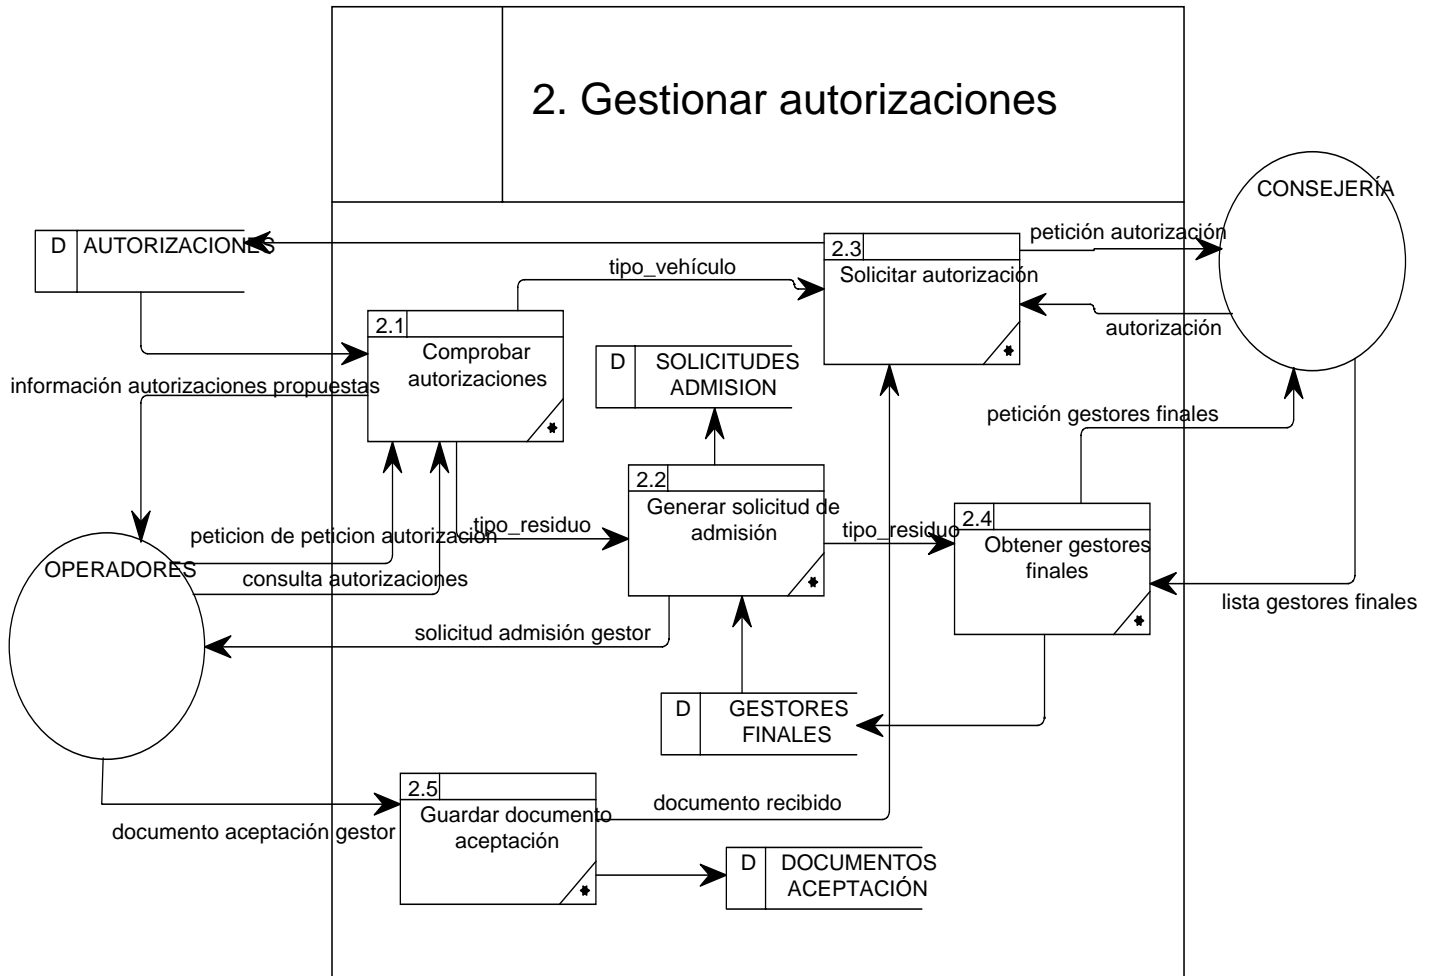 2. Gestionar autorizaciones
CONSEJERÍA
D AUTORIZACIONES
petición autorización
2.3
Solicitar autorización
tipo_vehículo
autorización
2.1
Comprobar
autorizaciones
D SOLICITUDES
ADMISION
información autorizaciones propuestas
petición gestores finales
2.2
Generar solicitud de
admisión
2.4
Obtener gestores
finales
peticion de peticion autorización
tipo_residuo
tipo_residuo
OPERADORES
consulta autorizaciones
lista gestores finales
solicitud admisión gestor
D GESTORES
FINALES
2.5
Guardar documento
aceptación
documento recibido
documento aceptación gestor
D DOCUMENTOS
ACEPTACIÓN